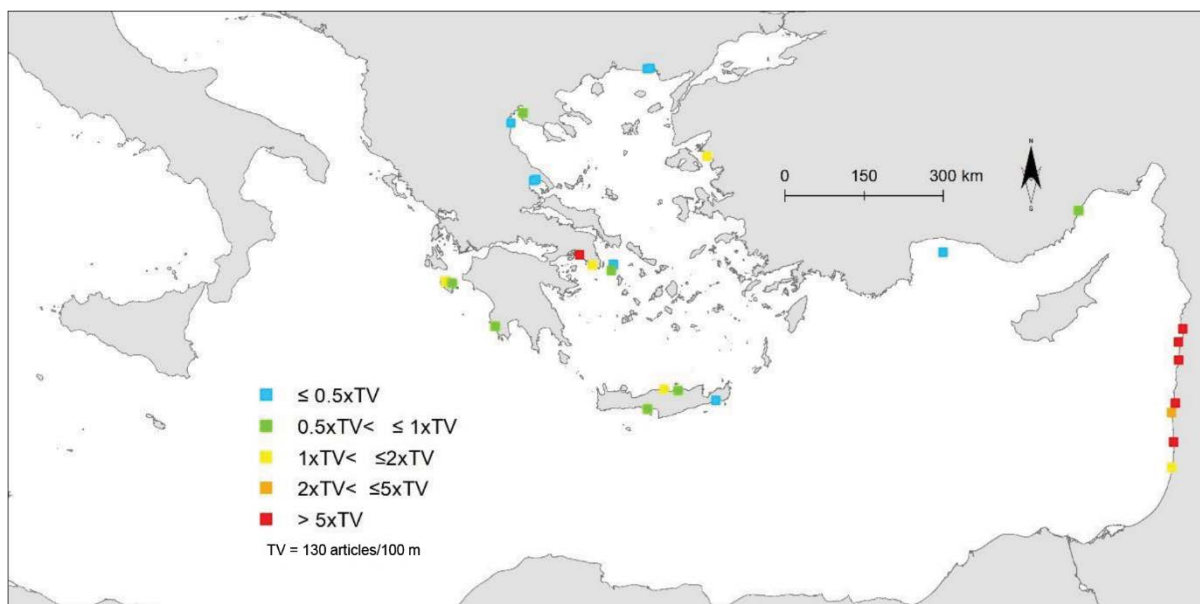 N
0 150 300 km
G
≤ 0.5xTV
0.5xTV< ≤ 1xTV
1xTV< ≤2xTV
2xTV< ≤5xTV
> 5xTV
TV = 130 articles/100 m